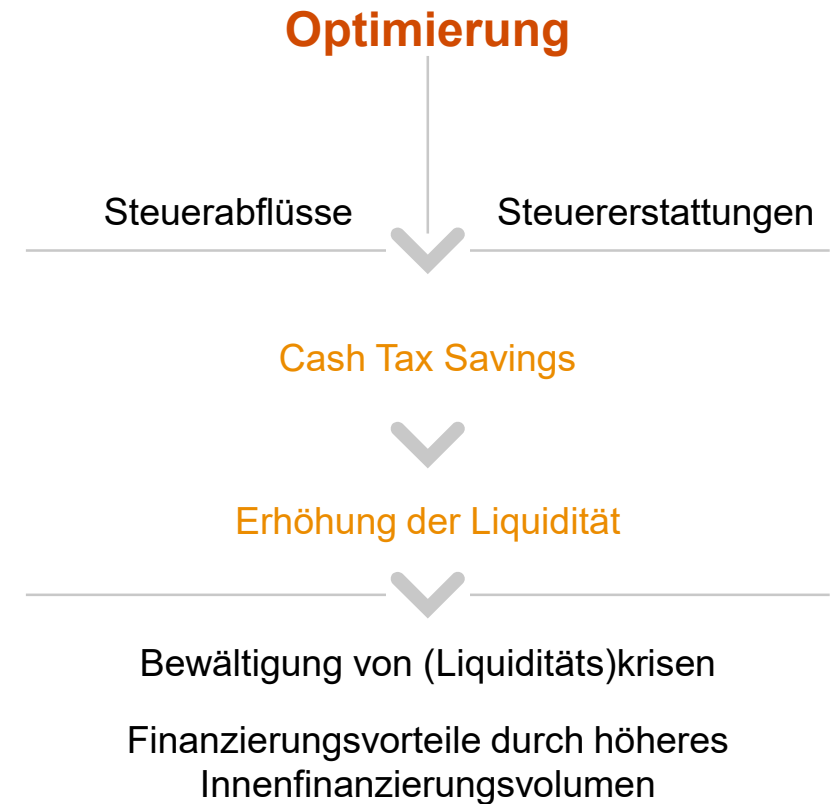 Optimierung
Steuerabflüsse
Steuererstattungen
Cash Tax Savings
Erhöhung der Liquidität
Bewältigung von (Liquiditäts)krisen
Finanzierungsvorteile durch höheres
Innenfinanzierungsvolumen